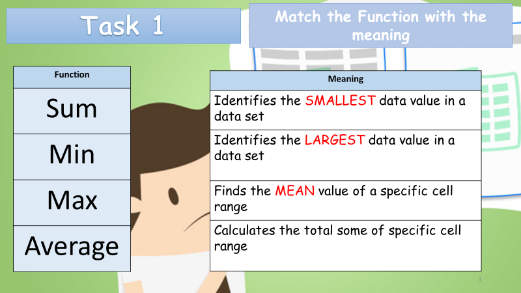 Task 1
Match the Function with the
meaning
Function
Sum
Min
Max
Average
Meaning
Identifies the SMALLEST data value in a
data set
Identifies the LARGEST data value in a
data set
Finds the MEAN value of a specific cell
range
Calculates the total some of specific cell
range